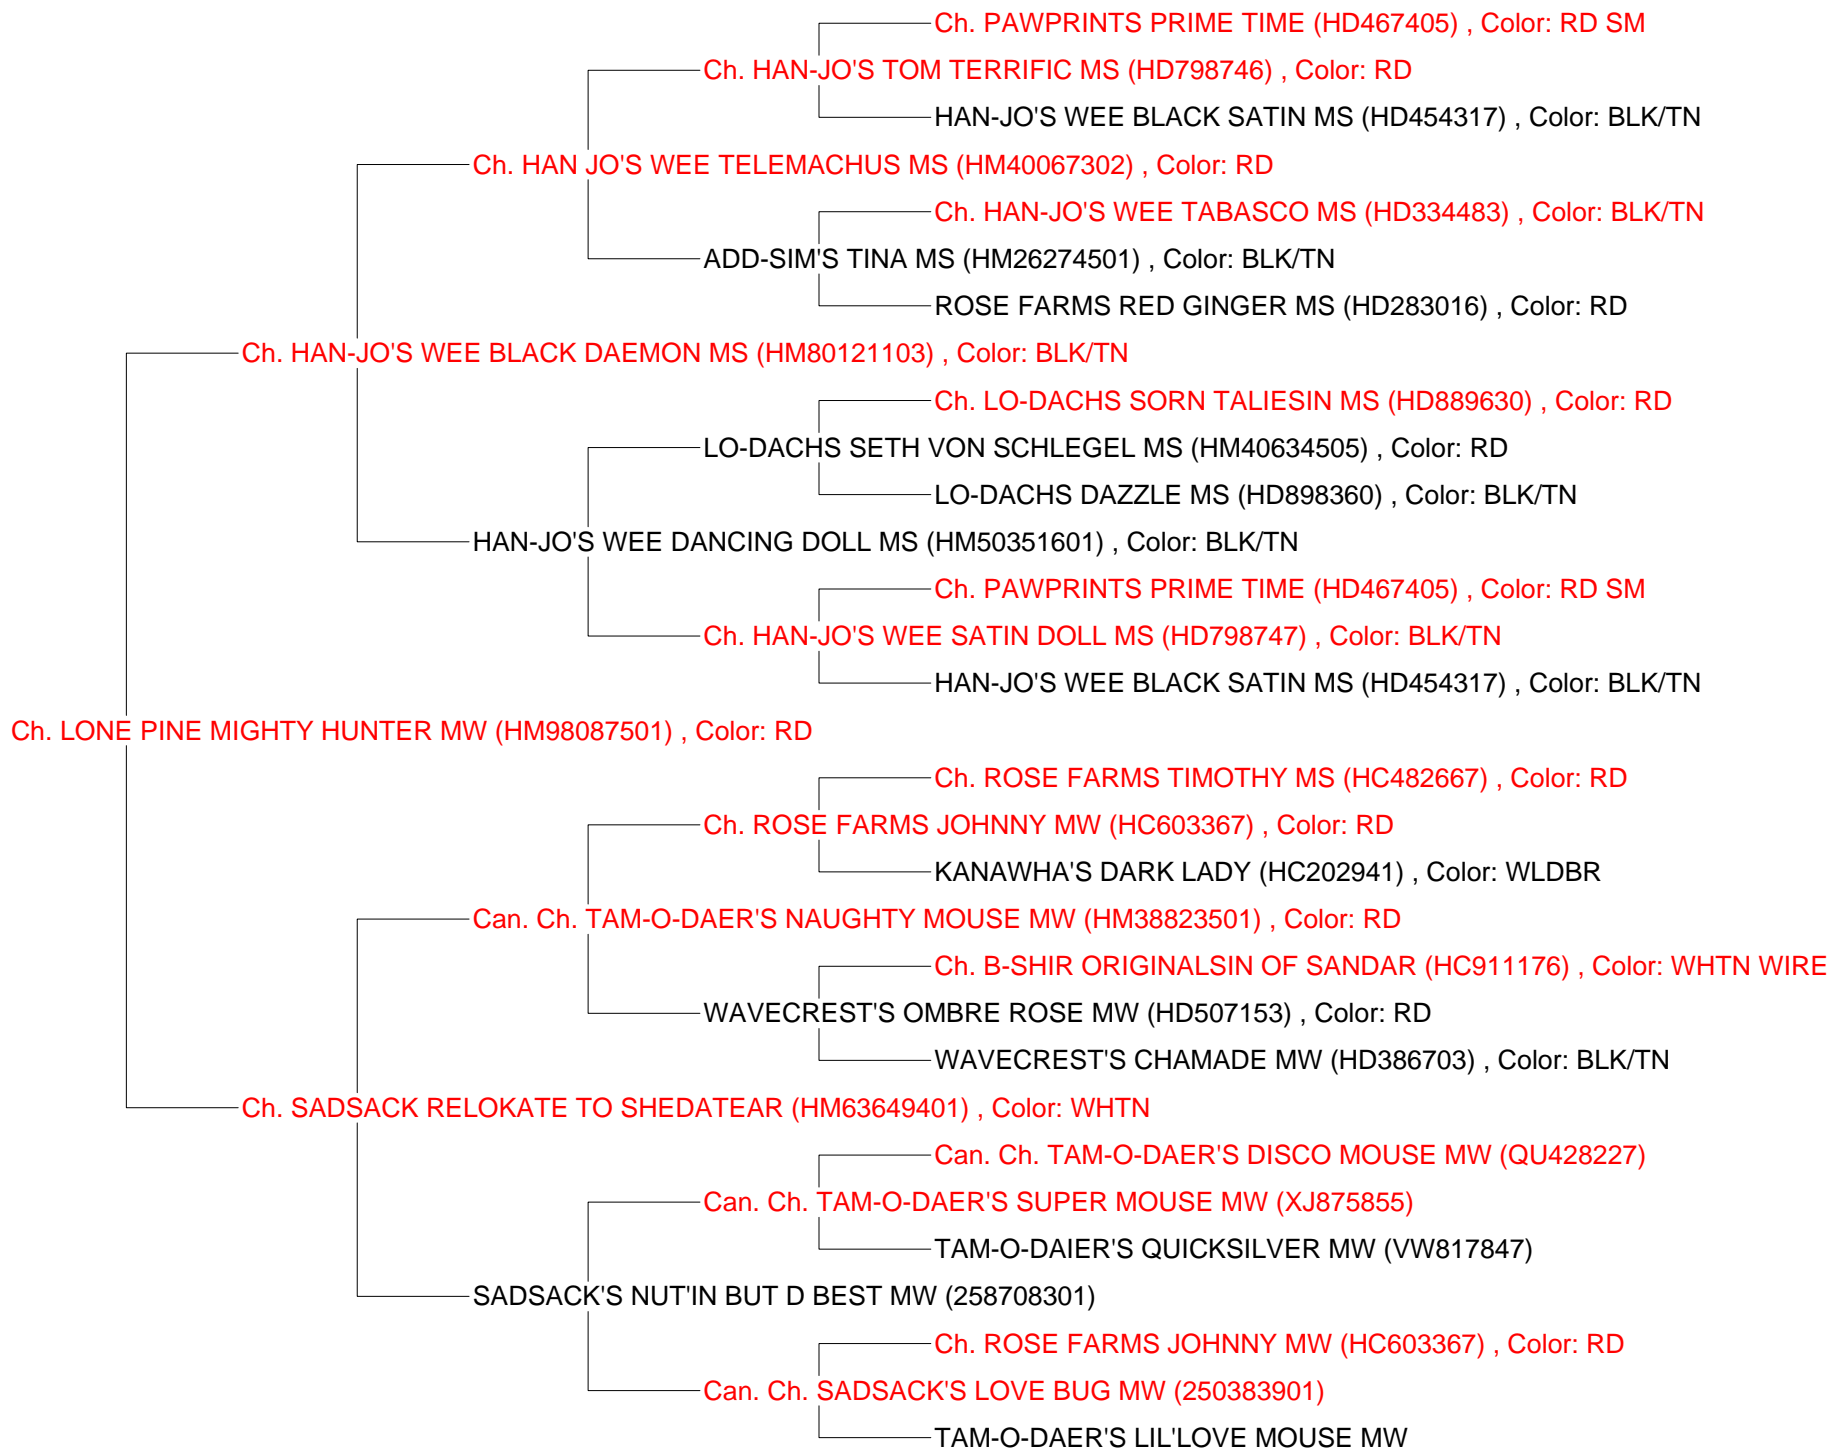 Ch. PAWPRINTS PRIME TIME (HD467405) , Color: RD SM
Ch. HAN-JO'S TOM TERRIFIC MS (HD798746) , Color: RD
HAN-JO'S WEE BLACK SATIN MS (HD454317) , Color: BLK/TN
Ch. HAN JO'S WEE TELEMACHUS MS (HM40067302) , Color: RD
Ch. HAN-JO'S WEE TABASCO MS (HD334483) , Color: BLK/TN
ADD-SIM'S TINA MS (HM26274501) , Color: BLK/TN
ROSE FARMS RED GINGER MS (HD283016) , Color: RD
Ch. HAN-JO'S WEE BLACK DAEMON MS (HM80121103) , Color: BLK/TN
Ch. LO-DACHS SORN TALIESIN MS (HD889630) , Color: RD
LO-DACHS SETH VON SCHLEGEL MS (HM40634505) , Color: RD
LO-DACHS DAZZLE MS (HD898360) , Color: BLK/TN
HAN-JO'S WEE DANCING DOLL MS (HM50351601) , Color: BLK/TN
Ch. PAWPRINTS PRIME TIME (HD467405) , Color: RD SM
Ch. HAN-JO'S WEE SATIN DOLL MS (HD798747) , Color: BLK/TN
HAN-JO'S WEE BLACK SATIN MS (HD454317) , Color: BLK/TN
Ch. LONE PINE MIGHTY HUNTER MW (HM98087501) , Color: RD
Ch. ROSE FARMS TIMOTHY MS (HC482667) , Color: RD
Ch. ROSE FARMS JOHNNY MW (HC603367) , Color: RD
KANAWHA'S DARK LADY (HC202941) , Color: WLDBR
Can. Ch. TAM-O-DAER'S NAUGHTY MOUSE MW (HM38823501) , Color: RD
Ch. B-SHIR ORIGINALSIN OF SANDAR (HC911176) , Color: WHTN WIRE
WAVECREST'S OMBRE ROSE MW (HD507153) , Color: RD
WAVECREST'S CHAMADE MW (HD386703) , Color: BLK/TN
Ch. SADSACK RELOKATE TO SHEDATEAR (HM63649401) , Color: WHTN
Can. Ch. TAM-O-DAER'S DISCO MOUSE MW (QU428227)
Can. Ch. TAM-O-DAER'S SUPER MOUSE MW (XJ875855)
TAM-O-DAIER'S QUICKSILVER MW (VW817847)
SADSACK'S NUT'IN BUT D BEST MW (258708301)
Ch. ROSE FARMS JOHNNY MW (HC603367) , Color: RD
Can. Ch. SADSACK'S LOVE BUG MW (250383901)
TAM-O-DAER'S LIL'LOVE MOUSE MW